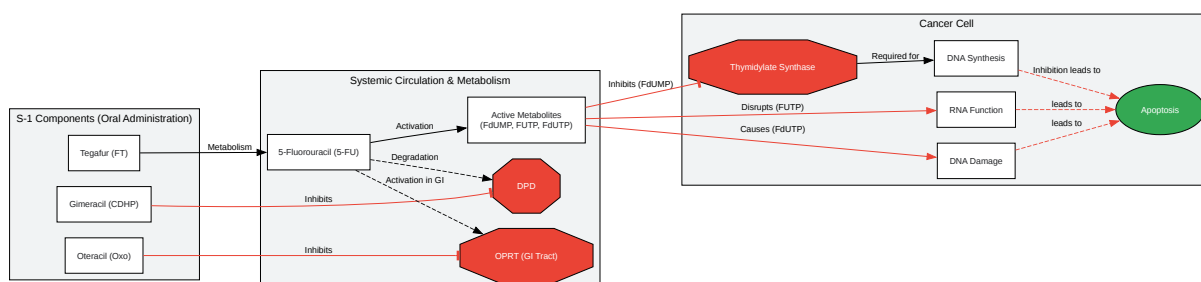 Cancer Cell
Thymidylate Synthase
Required for
DNA Synthesis
Inhibition leads to
Systemic Circulation & Metabolism
Inhibits (FdUMP)
Active Metabolites
(FdUMP, FUTP, FdUTP)
Disrupts (FUTP)
RNA Function
leads to
Apoptosis
S-1 Components (Oral Administration)
Activation
Causes (FdUTP)
leads to
Tegafur (FT)
Metabolism
5-Fluorouracil (5-FU)
Degradation
DNA Damage
Activation in GI
DPD
Gimeracil (CDHP)
Inhibits
Oteracil (Oxo)
Inhibits
OPRT (GI Tract)